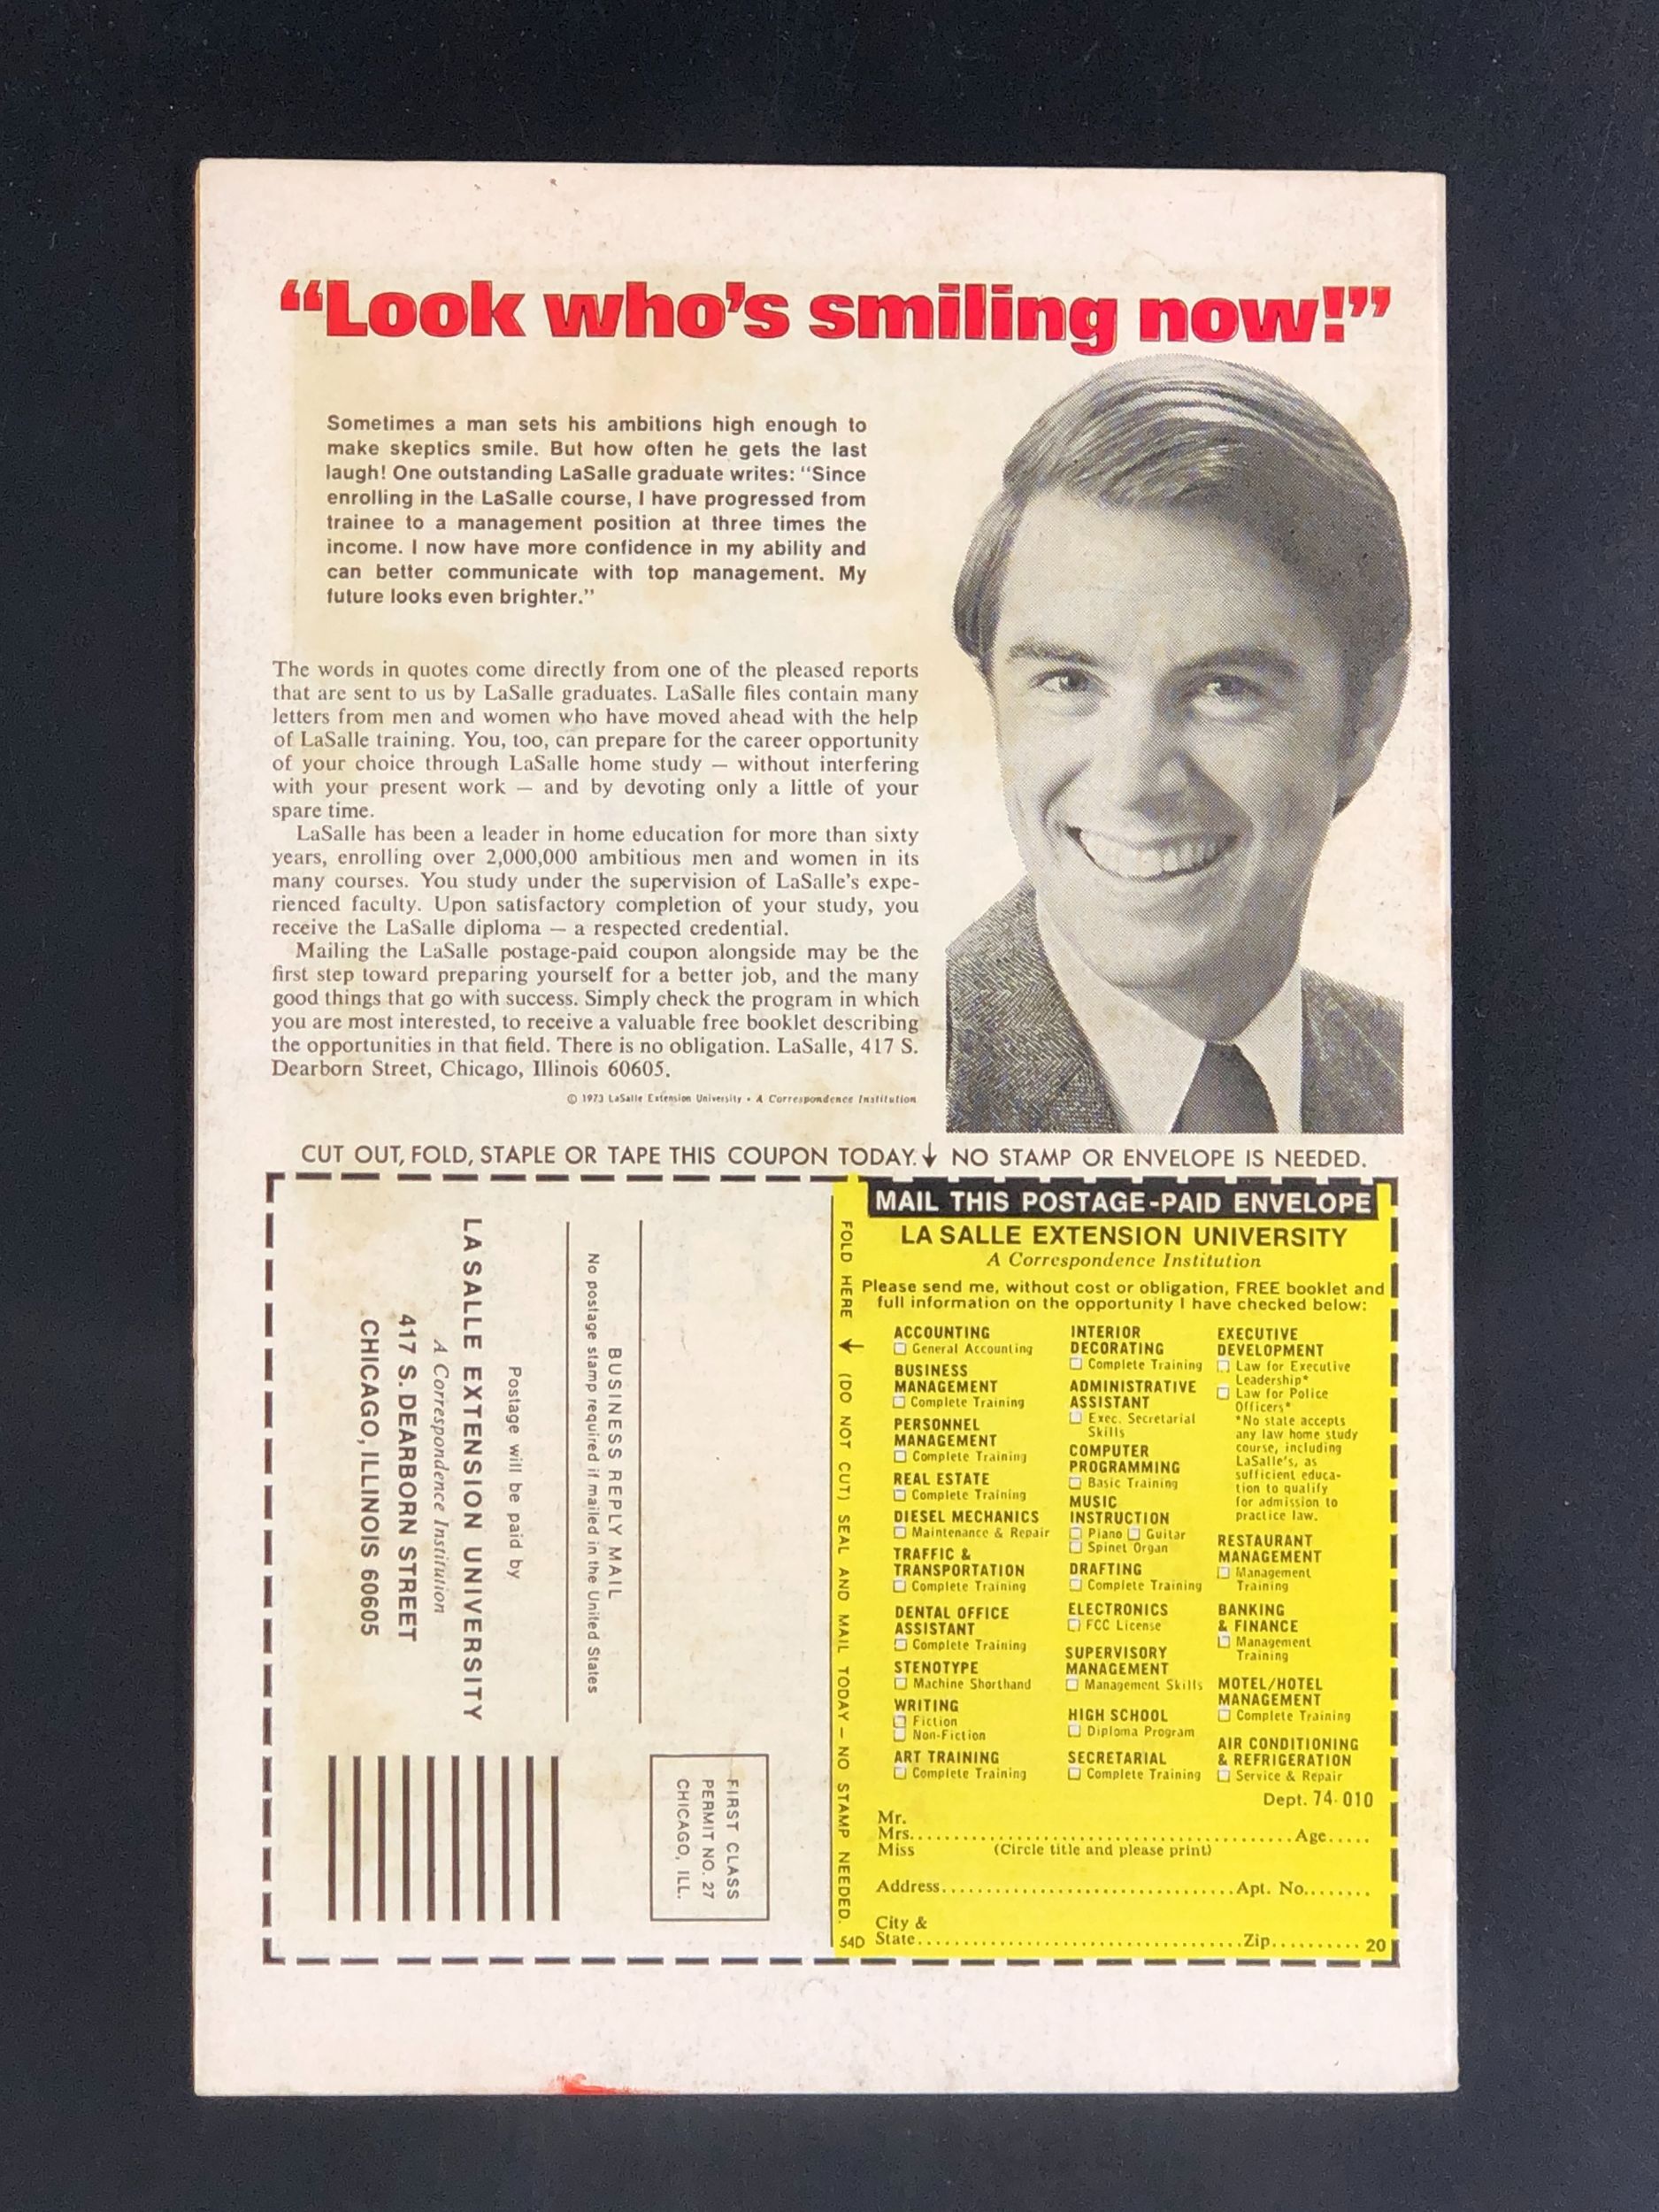 “Look who’s smiling now!”
Sometimes a man sets his ambitions high enough to
make skeptics smile. But how often he gets the last
laugh! One outstanding LaSalle graduate writes: “Since
enrolling in the LaSalle course, I have progressed from
trainee to a management position at three times the
income. I now have more confidence in my ability and
can better communicate with top management. My
future looks even brighter.”
The words in quotes come directly from one of the pleased reports
that are sent to us by LaSalle graduates. LaSalle files contain many
letters from men and women who have moved ahead with the help
of LaSalle training. You, too, can prepare for the career opportunity
of your choice through LaSalle home study — without interfering
with your present work — and by devoting only a little of your
spare time.
LaSalle has been a leader in home education for more than sixty
years, enrolling over 2,000,000 ambitious men and women in its
many courses. You study under the supervision of LaSalle's expe-
rienced faculty. Upon satisfactory completion of your study, you
receive the LaSalle diploma — a respected credential.
Mailing the LaSalle postage-paid coupon alongside may be the
first step toward preparing yourself for a better job, and the many
good things that go with success. Simply check the program in which
you are most interested, to receive a valuable free booklet describing
the opportunities in that field. There is no obligation. LaSalle, 417 S.
Dearborn Street, Chicago, Illinois 60605.
© 1973 LaSalle Extension University • A Correspondence Institution
CUT OUT, FOLD, STAPLE OR TAPE THIS COUPON TODAY. ↓ NO STAMP OR ENVELOPE IS NEEDED.
FIRST CLASS
PERMIT NO. 27
CHICAGO, ILL.
BUSINESS REPLY MAIL
No postage stamp required if mailed in the United States
Postage will be paid by
LA SALLE EXTENSION UNIVERSITY
A Correspondence Institution
417 S. DEARBORN STREET
CHICAGO, ILLINOIS 60605
FOLD HERE ↓ (DO NOT CUT) SEAL AND MAIL TODAY — NO STAMP NEEDED.
MAIL THIS POSTAGE-PAID ENVELOPE
LA SALLE EXTENSION UNIVERSITY
A Correspondence Institution
Please send me, without cost or obligation, FREE booklet and
full information on the opportunity I have checked below:
ACCOUNTING
☐ General Accounting
BUSINESS
MANAGEMENT
☐ Complete Training
PERSONNEL
MANAGEMENT
☐ Complete Training
REAL ESTATE
☐ Complete Training
DIESEL MECHANICS
☐ Maintenance & Repair
TRAFFIC &
TRANSPORTATION
☐ Complete Training
DENTAL OFFICE
ASSISTANT
☐ Complete Training
STENOTYPE
☐ Machine Shorthand
WRITING
☐ Fiction
☐ Non-Fiction
ART TRAINING
☐ Complete Training
INTERIOR
DECORATING
☐ Complete Training
ADMINISTRATIVE
ASSISTANT
☐ Exec. Secretarial
Skills
COMPUTER
PROGRAMMING
☐ Basic Training
MUSIC
INSTRUCTION
☐ Piano ☐ Guitar
☐ Spinet Organ
DRAFTING
☐ Complete Training
ELECTRONICS
☐ FCC License
SUPERVISORY
MANAGEMENT
☐ Management Skills
HIGH SCHOOL
☐ Diploma Program
SECRETARIAL
☐ Complete Training
EXECUTIVE
DEVELOPMENT
☐ Law for Executive
Leadership*
☐ Law for Police
Officers*
*No state accepts
any law home study
course, including
LaSalle's, as
sufficient educa-
tion to qualify
for admission to
practice law.
RESTAURANT
MANAGEMENT
☐ Management
Training
BANKING
& FINANCE
☐ Management
Training
MOTEL/HOTEL
MANAGEMENT
☐ Complete Training
AIR CONDITIONING
& REFRIGERATION
☐ Service & Repair
Dept. 74-010
Mr.
Mrs. ........ Age.....
Miss (Circle title and please print)
Address ........ Apt. No........
City &
State ........ Zip.......... 20
54D